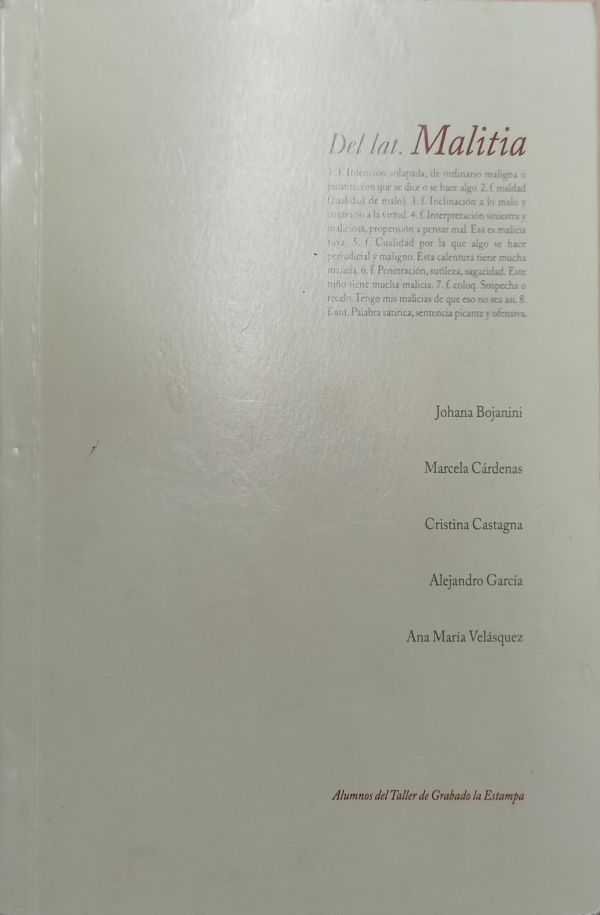 Del lat. Malitia
1. f. Intención solapada, de ordinario maligna o
picante, con que se dice o se hace algo. 2. f. maldad
(cualidad de malo). 3. f. Inclinación a lo malo y
contrario a la virtud. 4. f. Interpretación siniestra y
maliciosa, propensión a pensar mal. Esa es malicia
tuya. 5. f. Cualidad por la que algo se hace
perjudicial y maligno. Esta calentura tiene mucha
malicia. 6. f. Penetración, sutileza, sagacidad. Este
niño tiene mucha malicia. 7. f. coloq. Sospecha o
recelo. Tengo mis malicias de que eso no sea así. 8.
f. ant. Palabra satírica, sentencia picante y ofensiva.
Johana Bojanini
Marcela Cárdenas
Cristina Castagna
Alejandro García
Ana María Velásquez
Alumnos del Taller de Grabado la Estampa